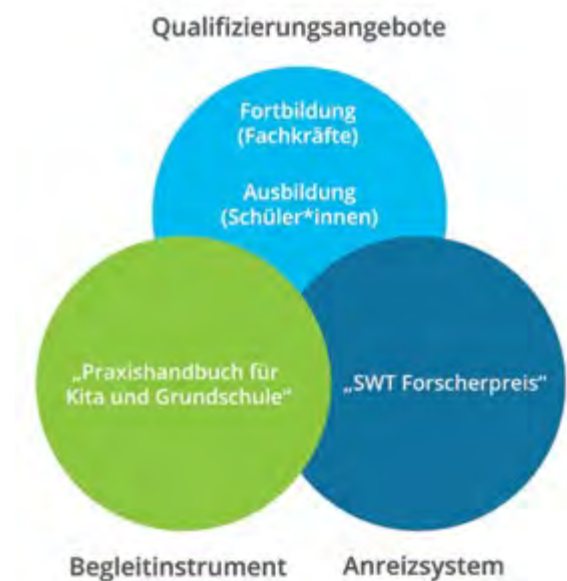 Qualifizierungsangebote
Fortbildung
(Fachkräfte)
Ausbildung
(Schüler*innen)
„Praxishandbuch für
Kita und Grundschule“
„SWT Forscherpreis“
Begleitinstrument
Anreizsystem